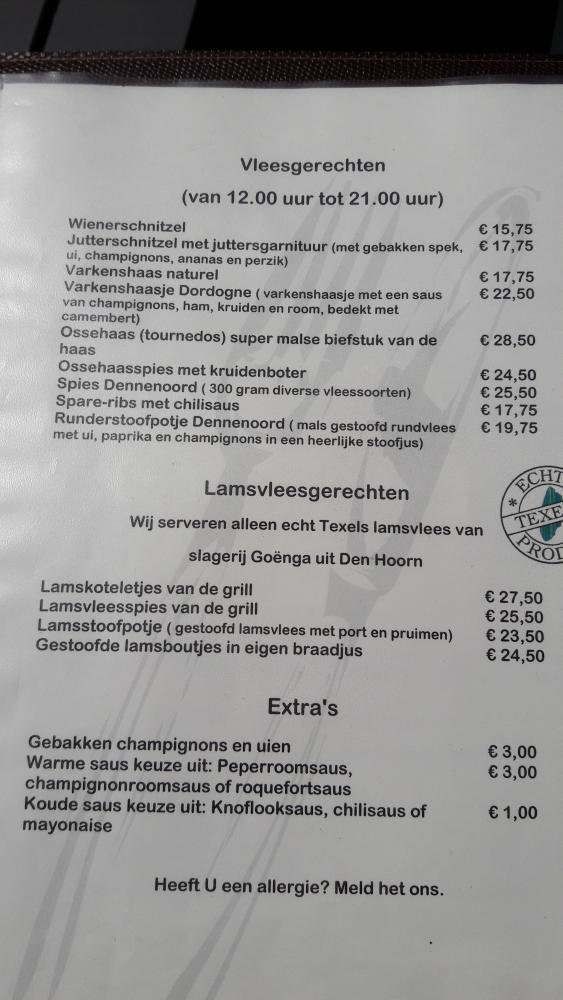 Vleesgerechten
(van 12.00 uur tot 21.00 uur)
Wienerschnitzel € 15,75
Jutterschnitzel met juttersgarnituur (met gebakken spek, € 17,75
ui, champignons, ananas en perzik)
Varkenshaas naturel € 17,75
Varkenshaasje Dordogne ( varkenshaasje met een saus € 22,50
van champignons, ham, kruiden en room, bedekt met
camembert)
Ossehaas (tournedos) super malse biefstuk van de € 28,50
haas
Ossehaasspies met kruidenboter € 24,50
Spies Dennenoord ( 300 gram diverse vleessoorten) € 25,50
Spare-ribs met chilisaus € 17,75
Runderstoofpotje Dennenoord ( mals gestoofd rundvlees € 19,75
met ui, paprika en champignons in een heerlijke stoofjus)
Lamsvleesgerechten
ECHT
TEXE
PROD
Wij serveren alleen echt Texels lamsvlees van
slagerij Goënga uit Den Hoorn
Lamskoteletjes van de grill € 27,50
Lamsvleesspies van de grill € 25,50
Lamsstoofpotje ( gestoofd lamsvlees met port en pruimen) € 23,50
Gestoofde lamsboutjes in eigen braadjus € 24,50
Extra's
Gebakken champignons en uien € 3,00
Warme saus keuze uit: Peperroomsaus, € 3,00
champignonroomsaus of roquefortsaus
Koude saus keuze uit: Knoflooksaus, chilisaus of € 1,00
mayonaise
Heeft U een allergie? Meld het ons.